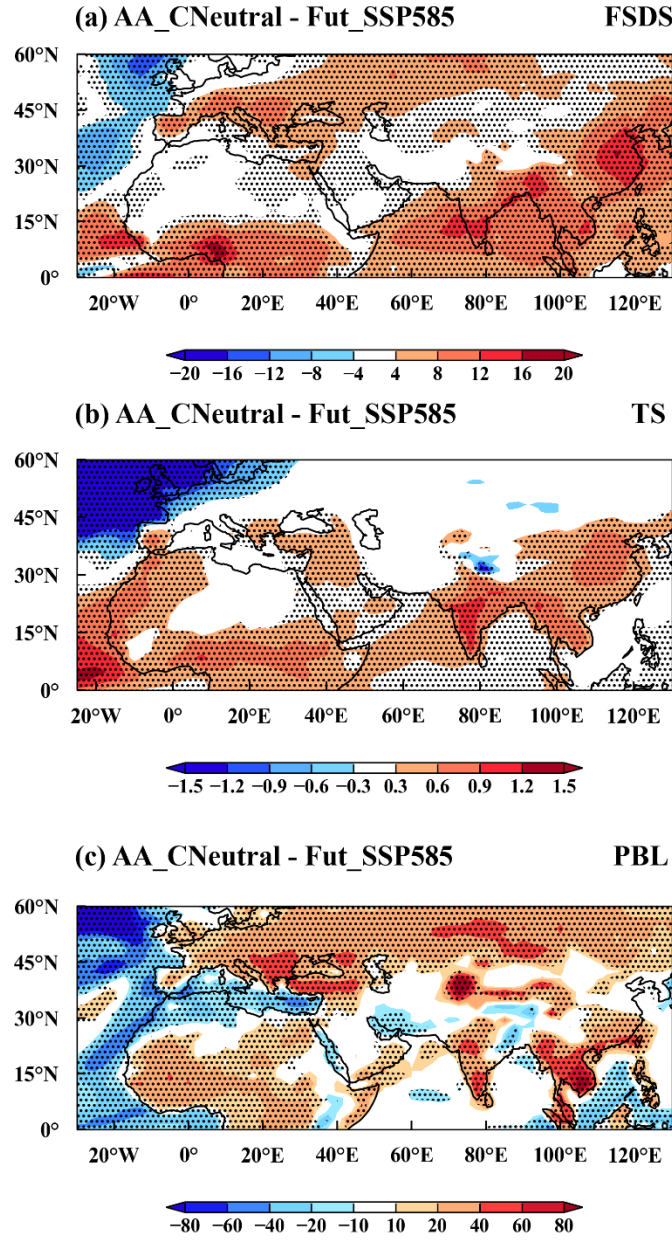 (a) AA_CNeutral - Fut_SSP585 FSDS
60°N
45°N
30°N
15°N
0°
20°W 0° 20°E 40°E 60°E 80°E 100°E 120°E
−20 −16 −12 −8 −4 4 8 12 16 20
(b) AA_CNeutral - Fut_SSP585 TS
60°N
45°N
30°N
15°N
0°
20°W 0° 20°E 40°E 60°E 80°E 100°E 120°E
−1.5 −1.2 −0.9 −0.6 −0.3 0.3 0.6 0.9 1.2 1.5
(c) AA_CNeutral - Fut_SSP585 PBL
60°N
45°N
30°N
15°N
0°
20°W 0° 20°E 40°E 60°E 80°E 100°E 120°E
−80 −60 −40 −20 −10 10 20 40 60 80